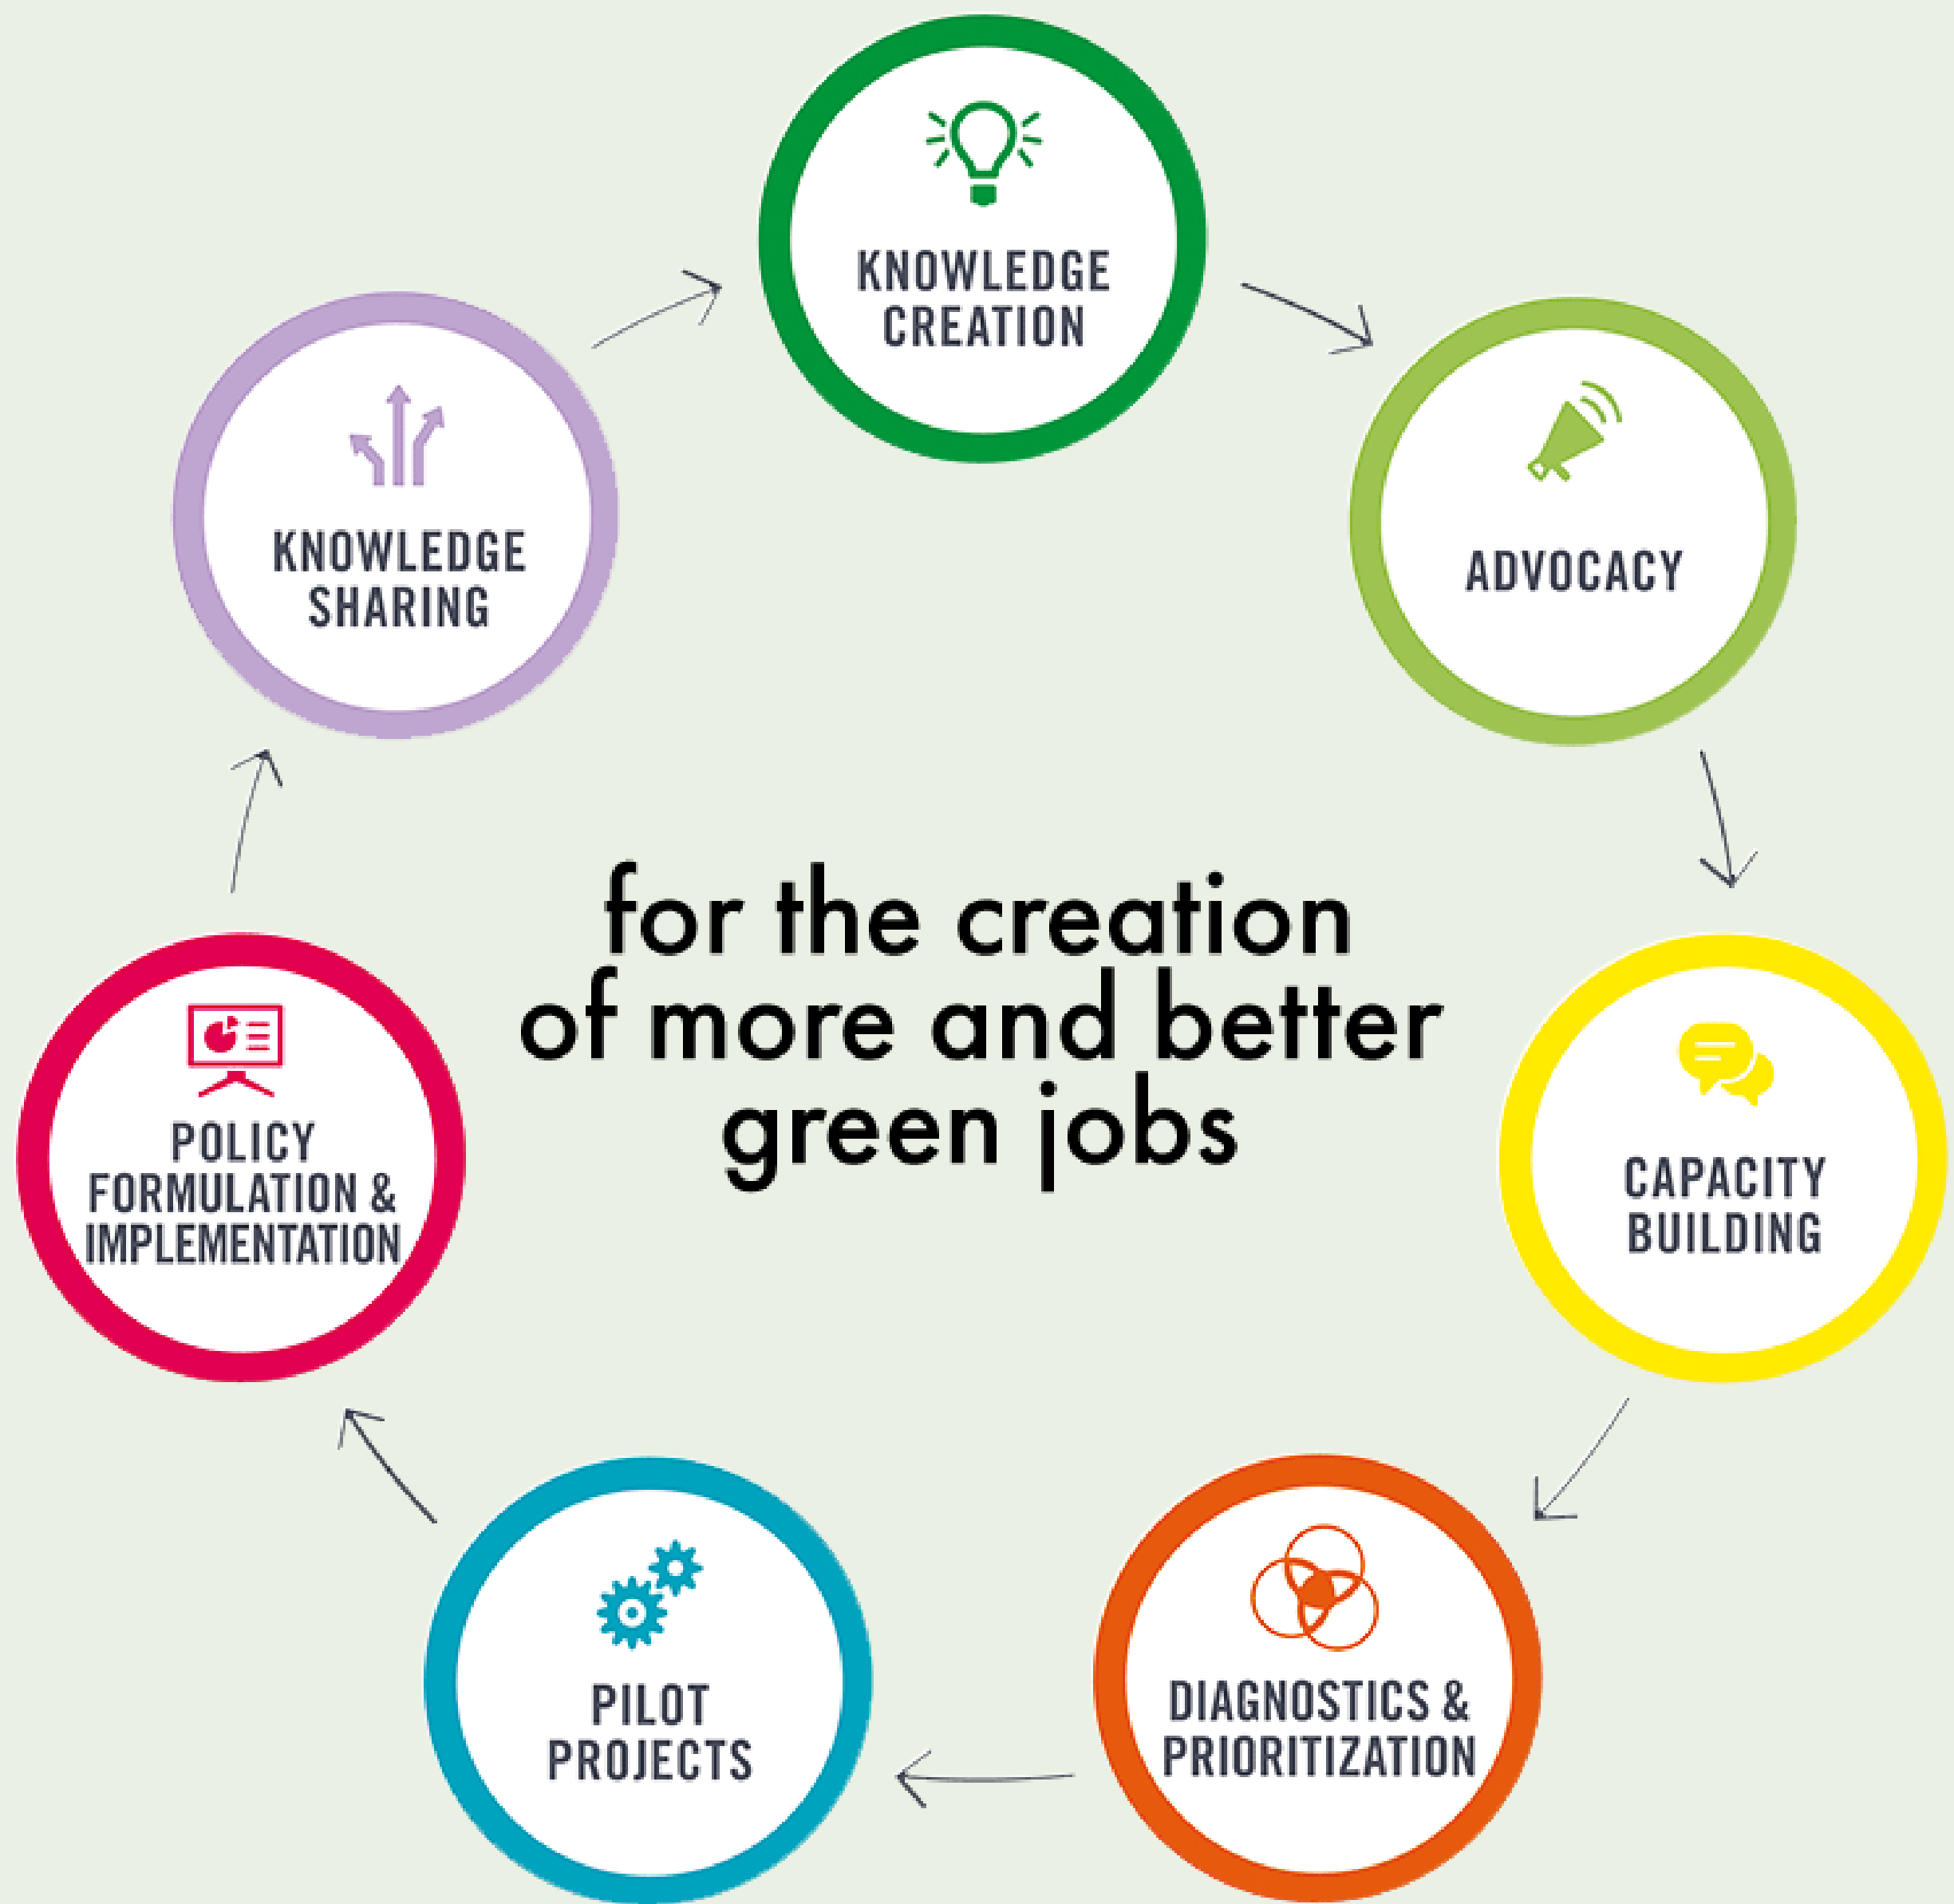 KNOWLEDGE
CREATION
ADVOCACY
CAPACITY
BUILDING
DIAGNOSTICS &
PRIORITIZATION
PILOT
PROJECTS
POLICY
FORMULATION &
IMPLEMENTATION
KNOWLEDGE
SHARING
for the creation
of more and better
green jobs